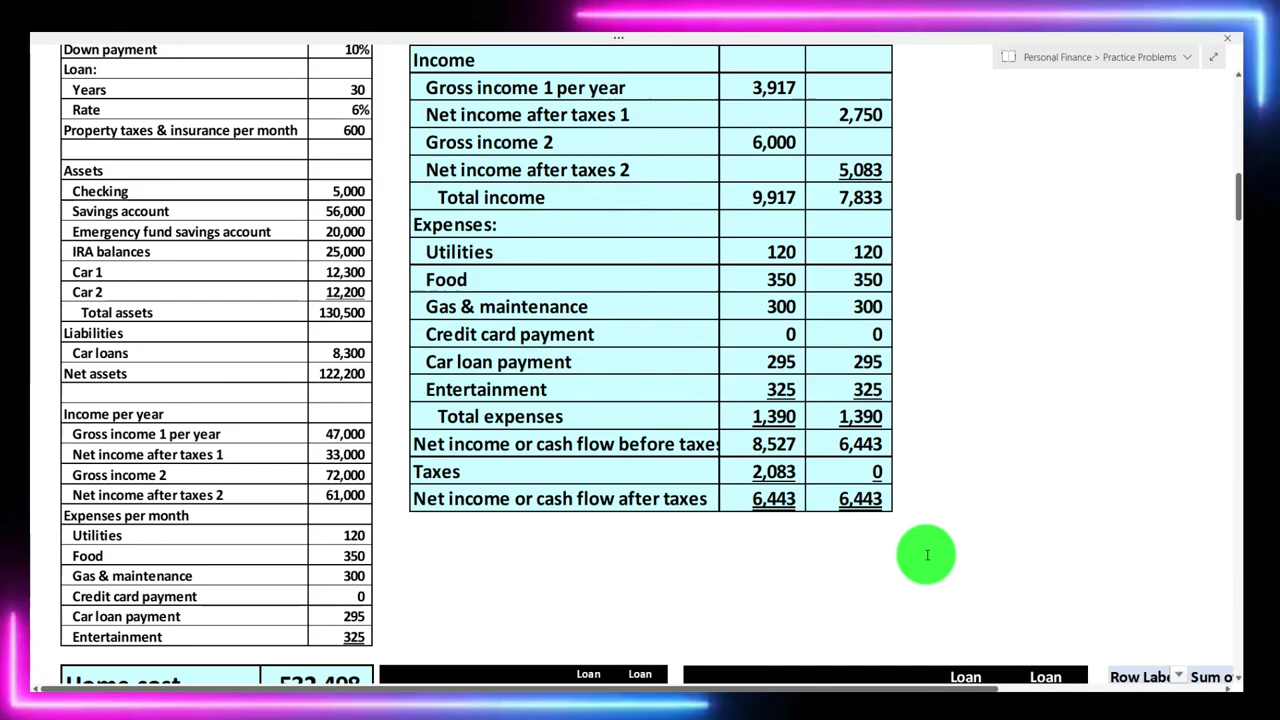 Personal Finance > Practice Problems
Down payment 10%
Loan:
Years 30
Rate 6%
Property taxes & insurance per month 600
Assets
Checking 5,000
Savings account 56,000
Emergency fund savings account 20,000
IRA balances 25,000
Car 1 12,300
Car 2 12,200
Total assets 130,500
Liabilities
Car loans 8,300
Net assets 122,200
Income per year
Gross income 1 per year 47,000
Net income after taxes 1 33,000
Gross income 2 72,000
Net income after taxes 2 61,000
Expenses per month
Utilities 120
Food 350
Gas & maintenance 300
Credit card payment 0
Car loan payment 295
Entertainment 325
Income
Gross income 1 per year 3,917
Net income after taxes 1 2,750
Gross income 2 6,000
Net income after taxes 2 5,083
Total income 9,917 7,833
Expenses:
Utilities 120 120
Food 350 350
Gas & maintenance 300 300
Credit card payment 0 0
Car loan payment 295 295
Entertainment 325 325
Total expenses 1,390 1,390
Net income or cash flow before taxes 8,527 6,443
Taxes 2,083 0
Net income or cash flow after taxes 6,443 6,443
Home cost
Loan Loan
Loan Loan
Row Labe Sum o